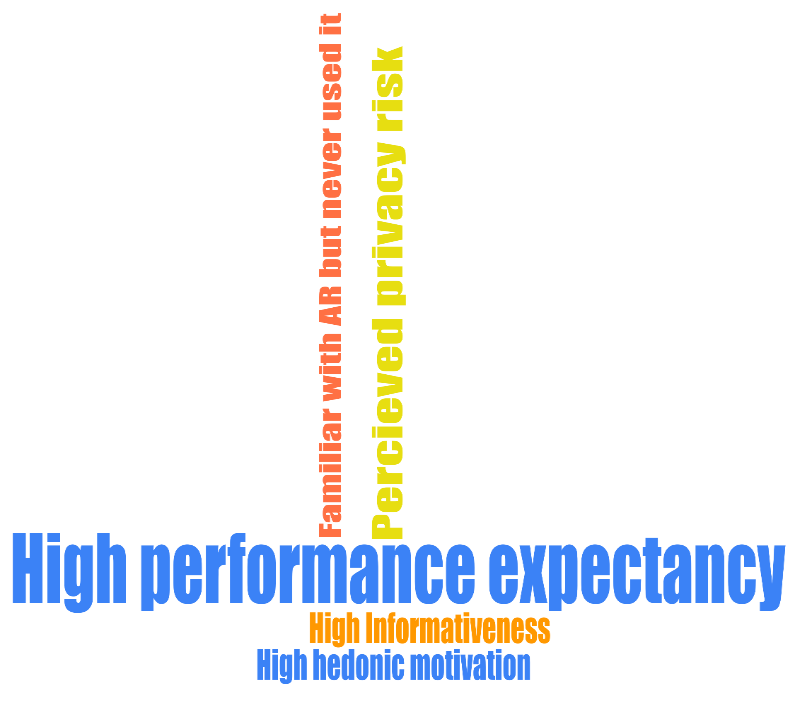 Familiar with AR but never used it
Percieved privacy risk
High performance expectancy
High Informativeness
High hedonic motivation